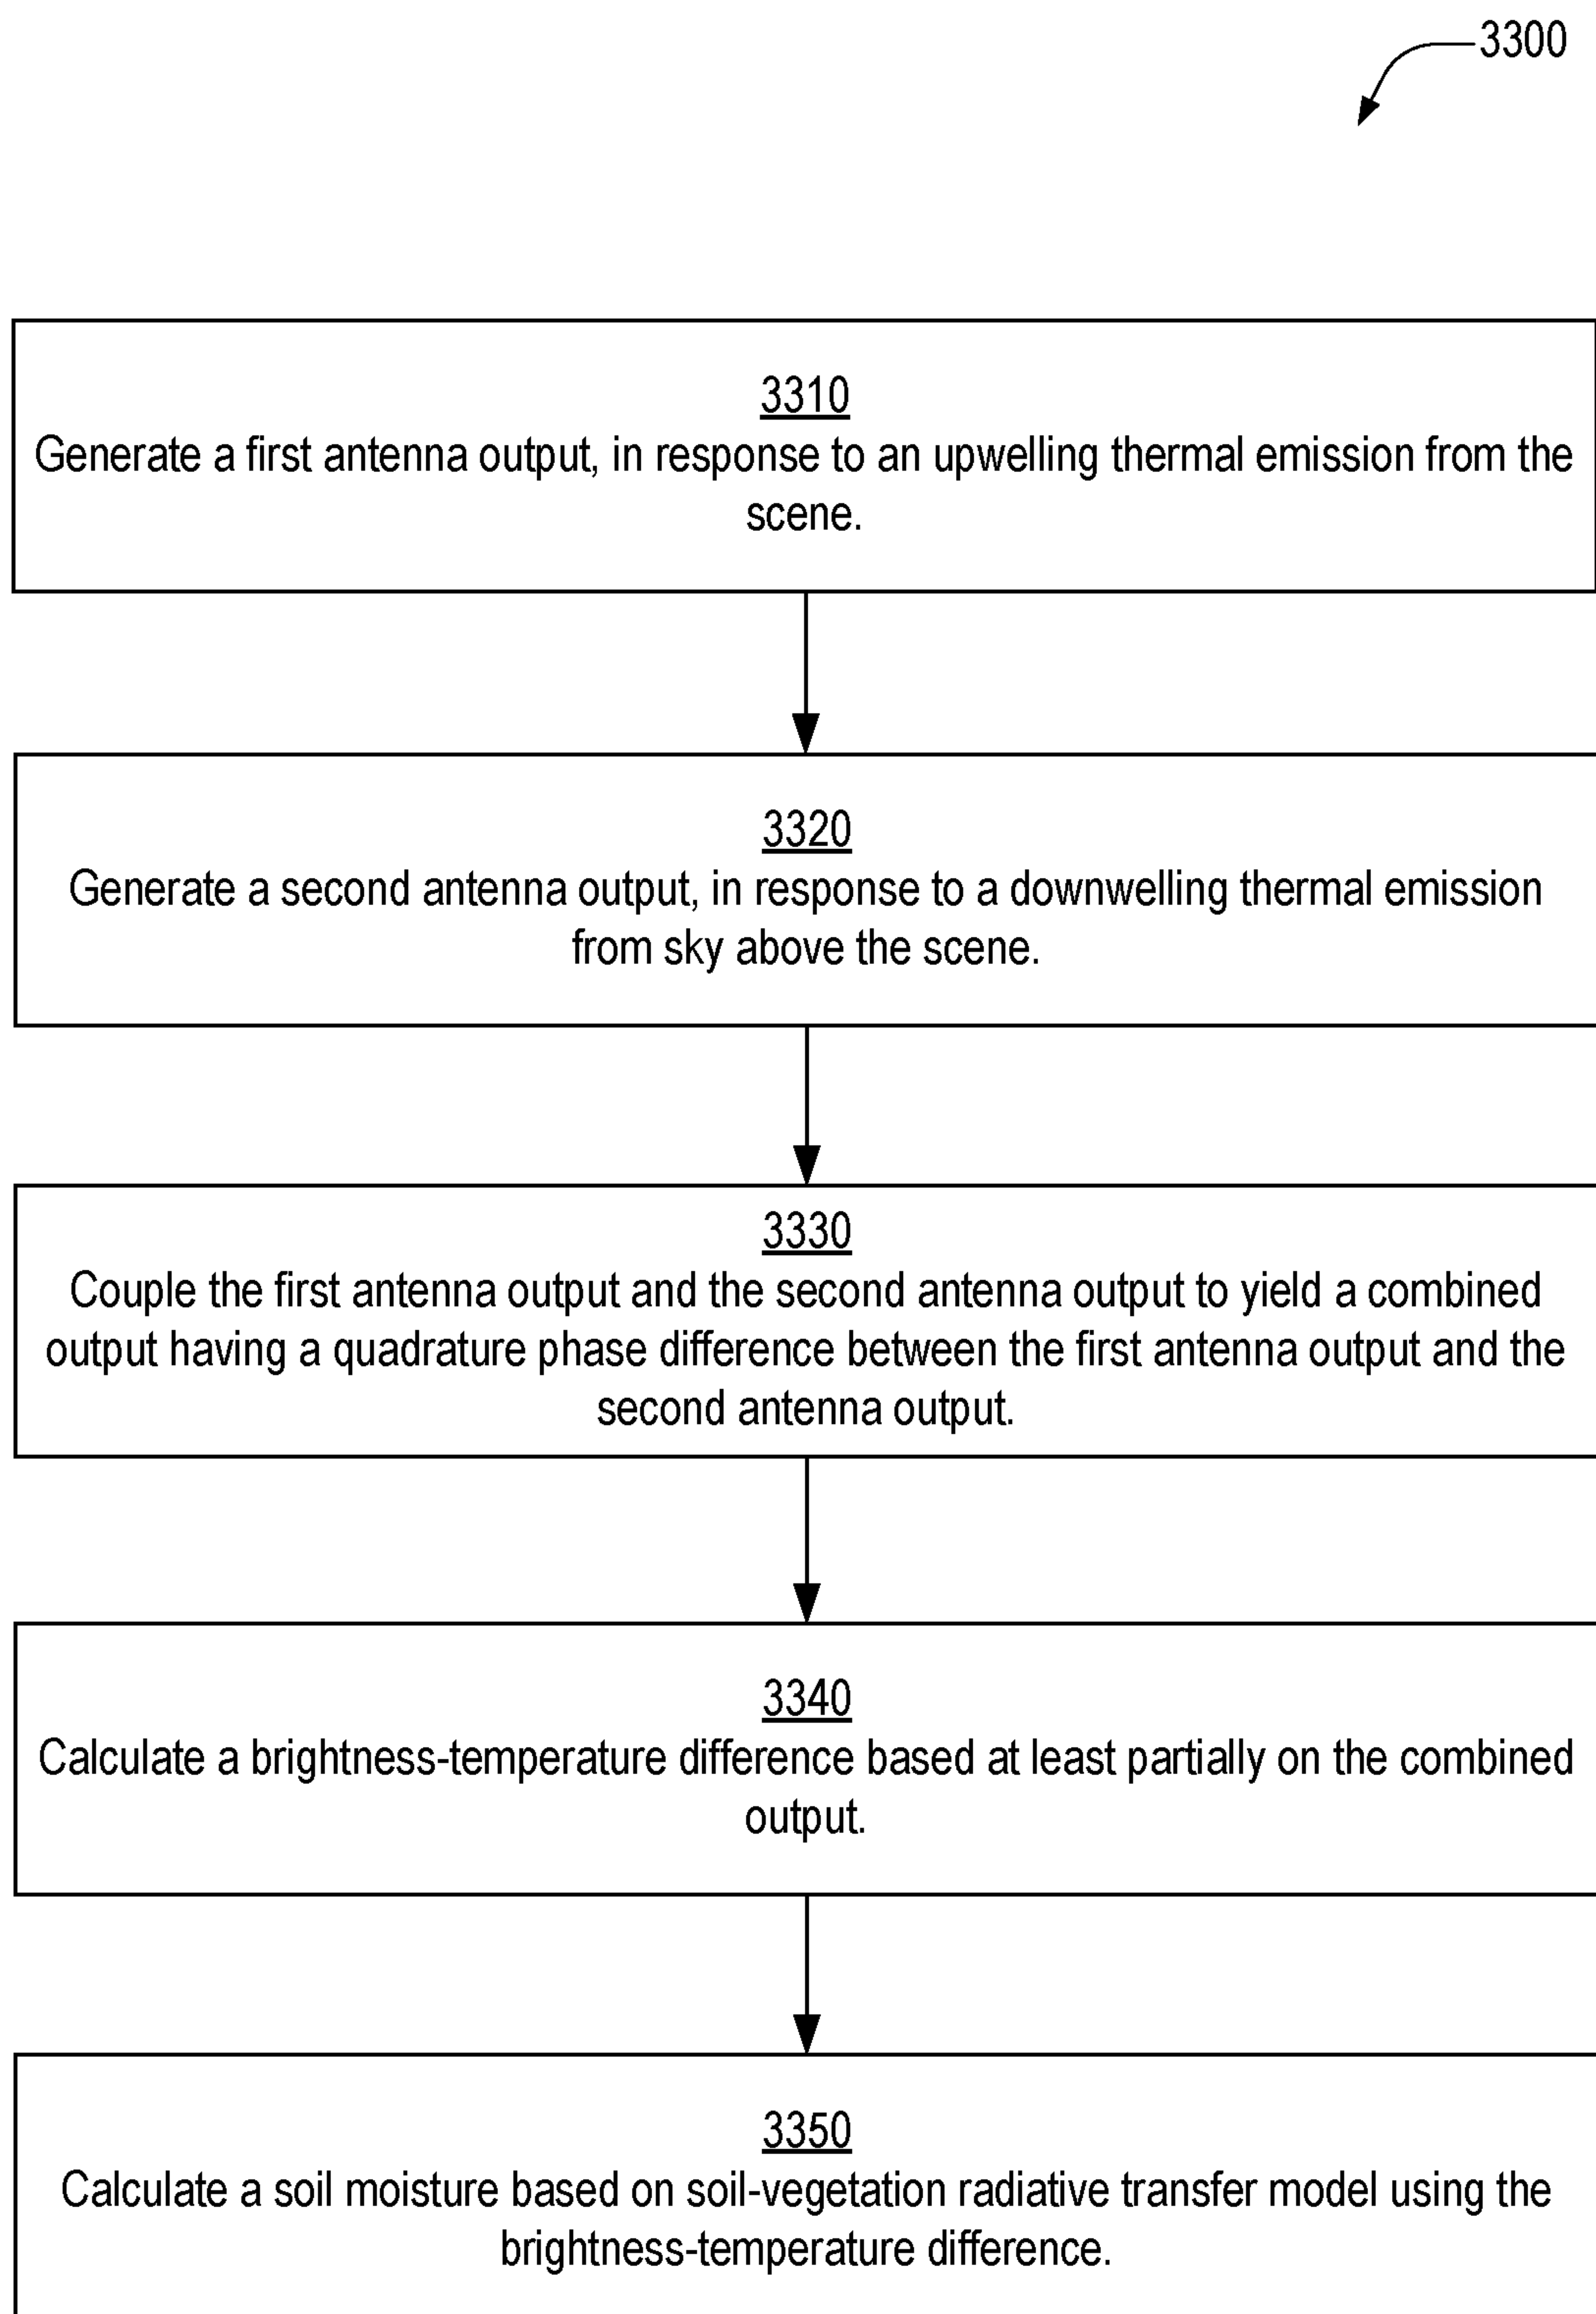 3300
3310
Generate a first antenna output, in response to an upwelling thermal emission from the
scene.
3320
Generate a second antenna output, in response to a downwelling thermal emission
from sky above the scene.
3330
Couple the first antenna output and the second antenna output to yield a combined
output having a quadrature phase difference between the first antenna output and the
second antenna output.
3340
Calculate a brightness-temperature difference based at least partially on the combined
output.
3350
Calculate a soil moisture based on soil-vegetation radiative transfer model using the
brightness-temperature difference.